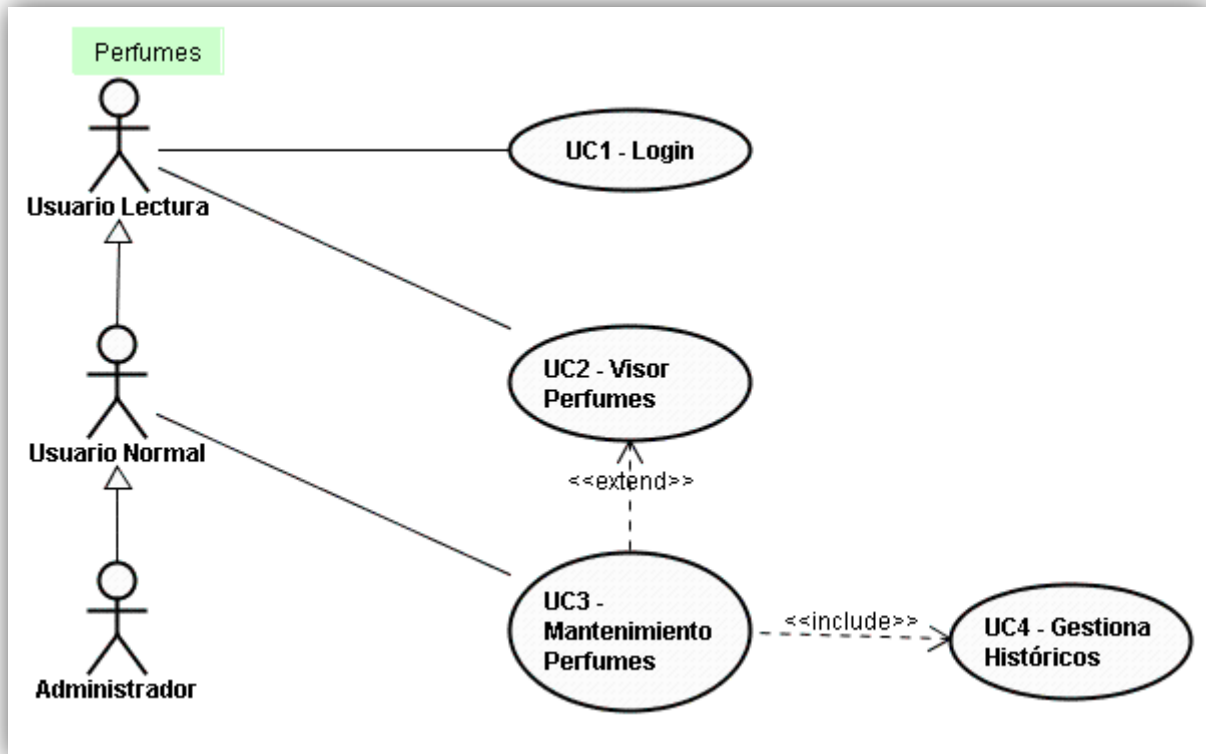 Perfumes
UC1 - Login
Usuario Lectura
UC2 - Visor
Perfumes
Usuario Normal
<<extend>>
UC3 -
Mantenimiento
Perfumes
<<include>>
UC4 - Gestiona
Históricos
Administrador